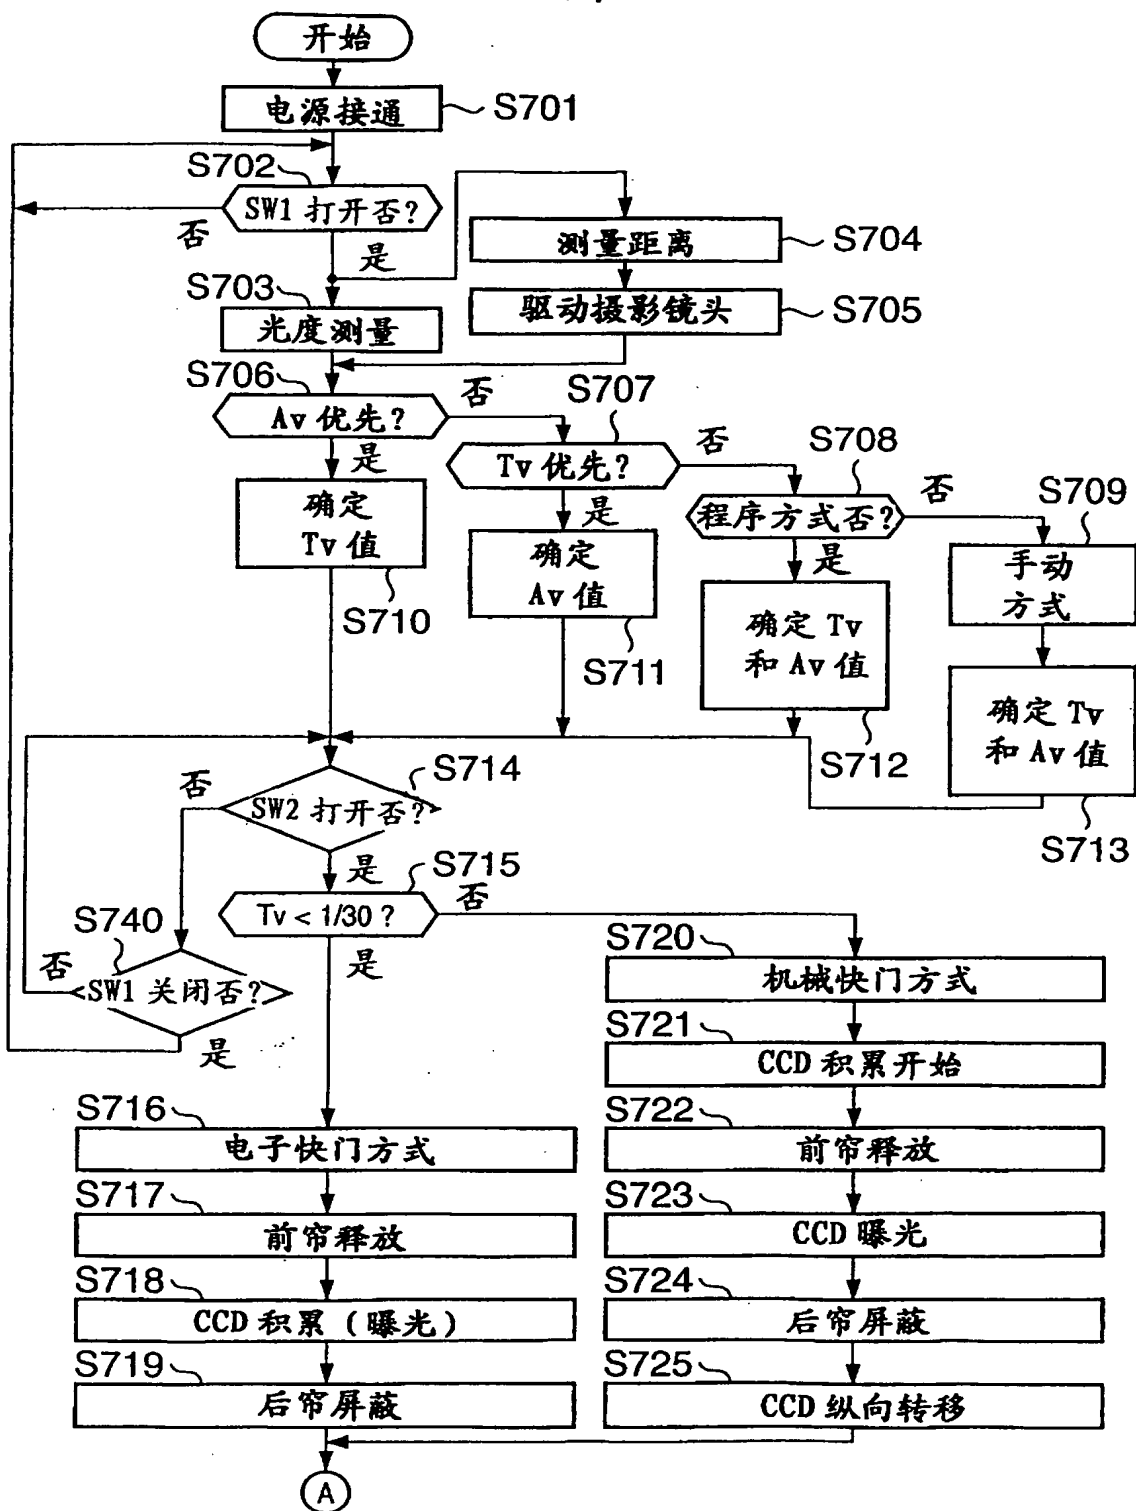 开始
电源接通
S701
S702
SW1 打开否?
否
是
S703
光度测量
测量距离
S704
驱动摄影镜头
S705
S706
Av 优先?
否
是
S707
Tv 优先?
否
是
S708
程序方式否?
否
是
S709
手动
方式
确定
Tv 值
S710
确定
Av 值
S711
确定 Tv
和 Av 值
S712
确定 Tv
和 Av 值
S713
S714
SW2 打开否?
否
是
S715
Tv < 1/30 ?
否
是
S740
SW1 关闭否?
否
是
S716
电子快门方式
S717
前帘释放
S718
CCD 积累 ( 曝光 )
S719
后帘屏蔽
S720
机械快门方式
S721
CCD 积累开始
S722
前帘释放
S723
CCD 曝光
S724
后帘屏蔽
S725
CCD 纵向转移
A